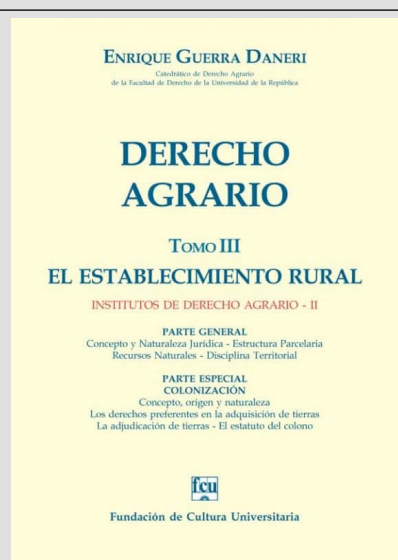 ENRIQUE GUERRA DANERI
Catedrático de Derecho Agrario
de la Facultad de Derecho de la Universidad de la República
DERECHO
AGRARIO
TOMO III
EL ESTABLECIMIENTO RURAL
INSTITUTOS DE DERECHO AGRARIO - II
PARTE GENERAL
Concepto y Naturaleza Jurídica - Estructura Parcelaria
Recursos Naturales - Disciplina Territorial
PARTE ESPECIAL
COLONIZACIÓN
Concepto, origen y naturaleza
Los derechos preferentes en la adquisición de tierras
La adjudicación de tierras - El estatuto del colono
fcu
Fundación de Cultura Universitaria